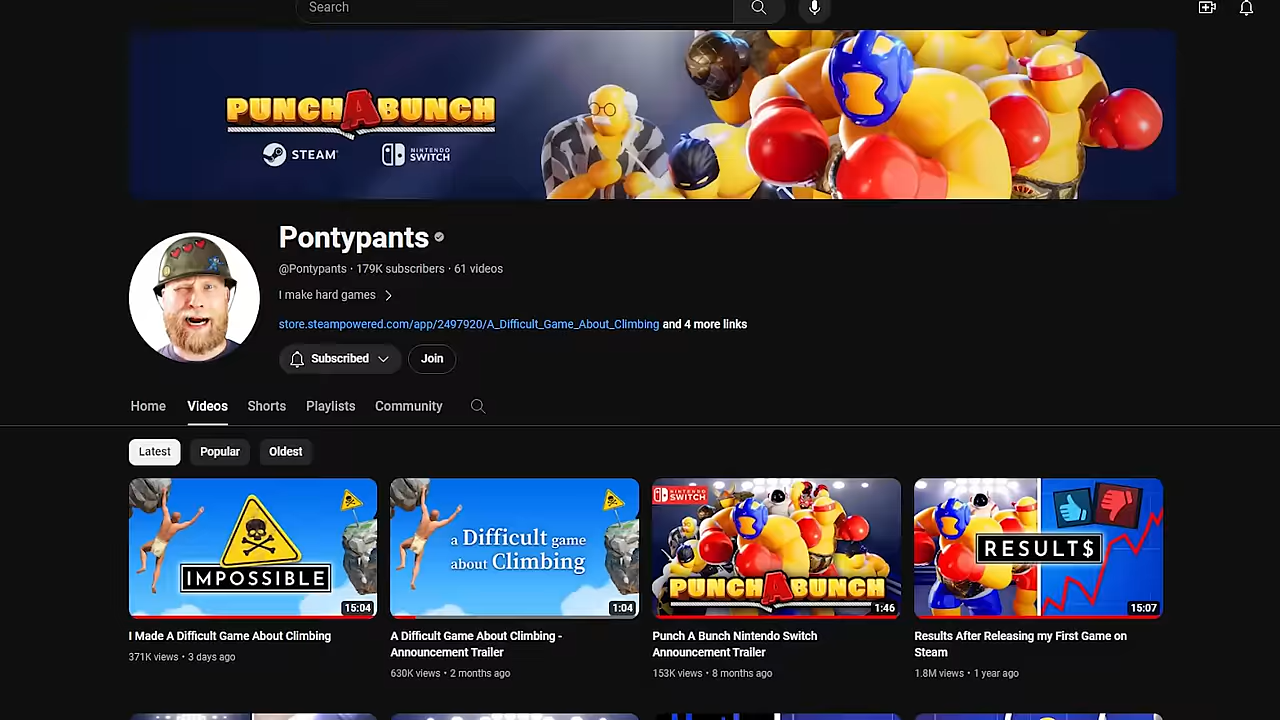 Search
PUNCH A BUNCH
STEAM®
NINTENDO
SWITCH
Pontypants
@Pontypants · 179K subscribers · 61 videos
I make hard games
store.steampowered.com/app/2497920/A_Difficult_Game_About_Climbing and 4 more links
Subscribed
Join
Home
Videos
Shorts
Playlists
Community
Latest
Popular
Oldest
IMPOSSIBLE
15:04
a Difficult game
about Climbing
1:04
NINTENDO
SWITCH
PUNCH A BUNCH
1:46
RESULT$
15:07
I Made A Difficult Game About Climbing
371K views · 3 days ago
A Difficult Game About Climbing -
Announcement Trailer
630K views · 2 months ago
Punch A Bunch Nintendo Switch
Announcement Trailer
153K views · 8 months ago
Results After Releasing my First Game on
Steam
1.8M views · 1 year ago